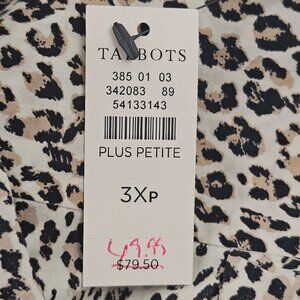 TALBOTS
385 01 03
342083 89
54133143
PLUS PETITE
3XP
49.99
$79.50